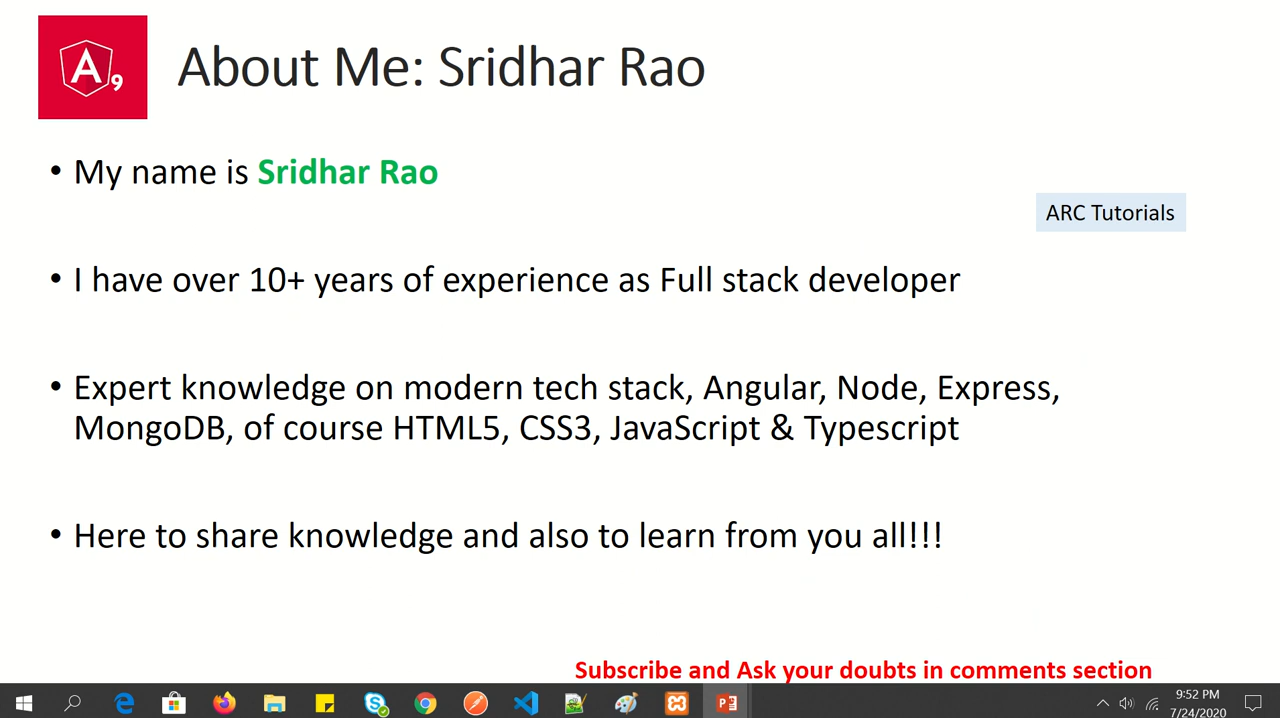 A9
About Me: Sridhar Rao
• My name is Sridhar Rao
ARC Tutorials
• I have over 10+ years of experience as Full stack developer
• Expert knowledge on modern tech stack, Angular, Node, Express,
MongoDB, of course HTML5, CSS3, JavaScript & Typescript
• Here to share knowledge and also to learn from you all!!!
Subscribe and Ask your doubts in comments section
9:52 PM
7/24/2020